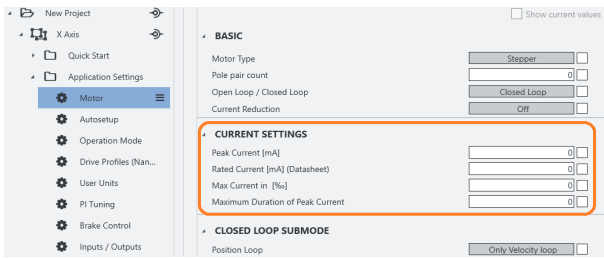 New Project
Show current values
X Axis
BASIC
Quick Start
Motor Type Stepper
Application Settings
Pole pair count 0
Motor
Open Loop / Closed Loop Closed Loop
Current Reduction Off
Autosetup
CURRENT SETTINGS
Operation Mode
Peak Current [mA] 0
Drive Profiles (Nan...
Rated Current [mA] (Datasheet) 0
User Units
Max Current in [‰] 0
Maximum Duration of Peak Current 0
PI Tuning
Brake Control
CLOSED LOOP SUBMODE
Inputs / Outputs
Position Loop Only Velocity loop